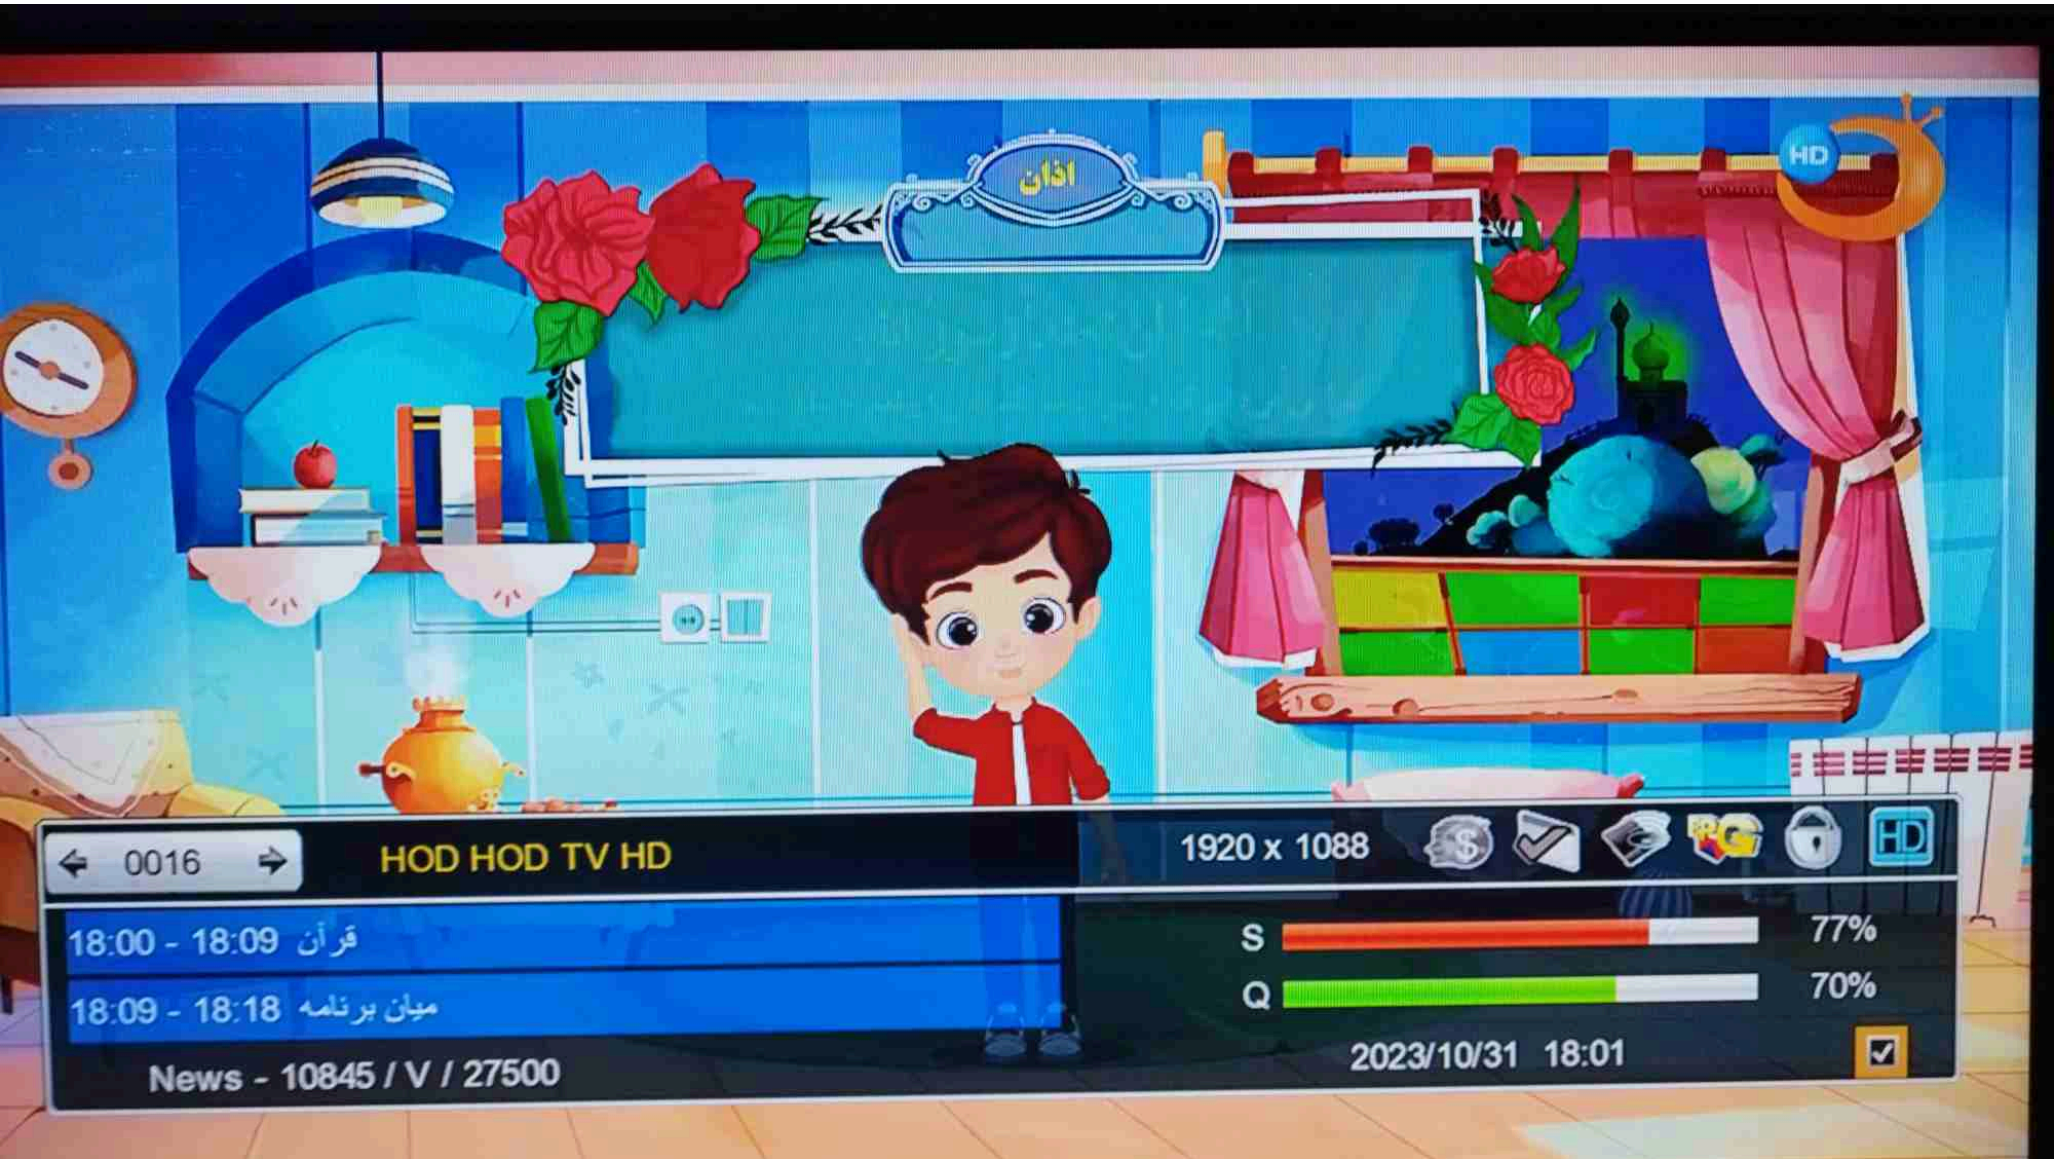 اذان
HD
0016
HOD HOD TV HD
1920 x 1088
HD
18:00 - 18:09 قرآن
18:09 - 18:18 میان برنامه
S 77%
Q 70%
News - 10845 / V / 27500
2023/10/31 18:01